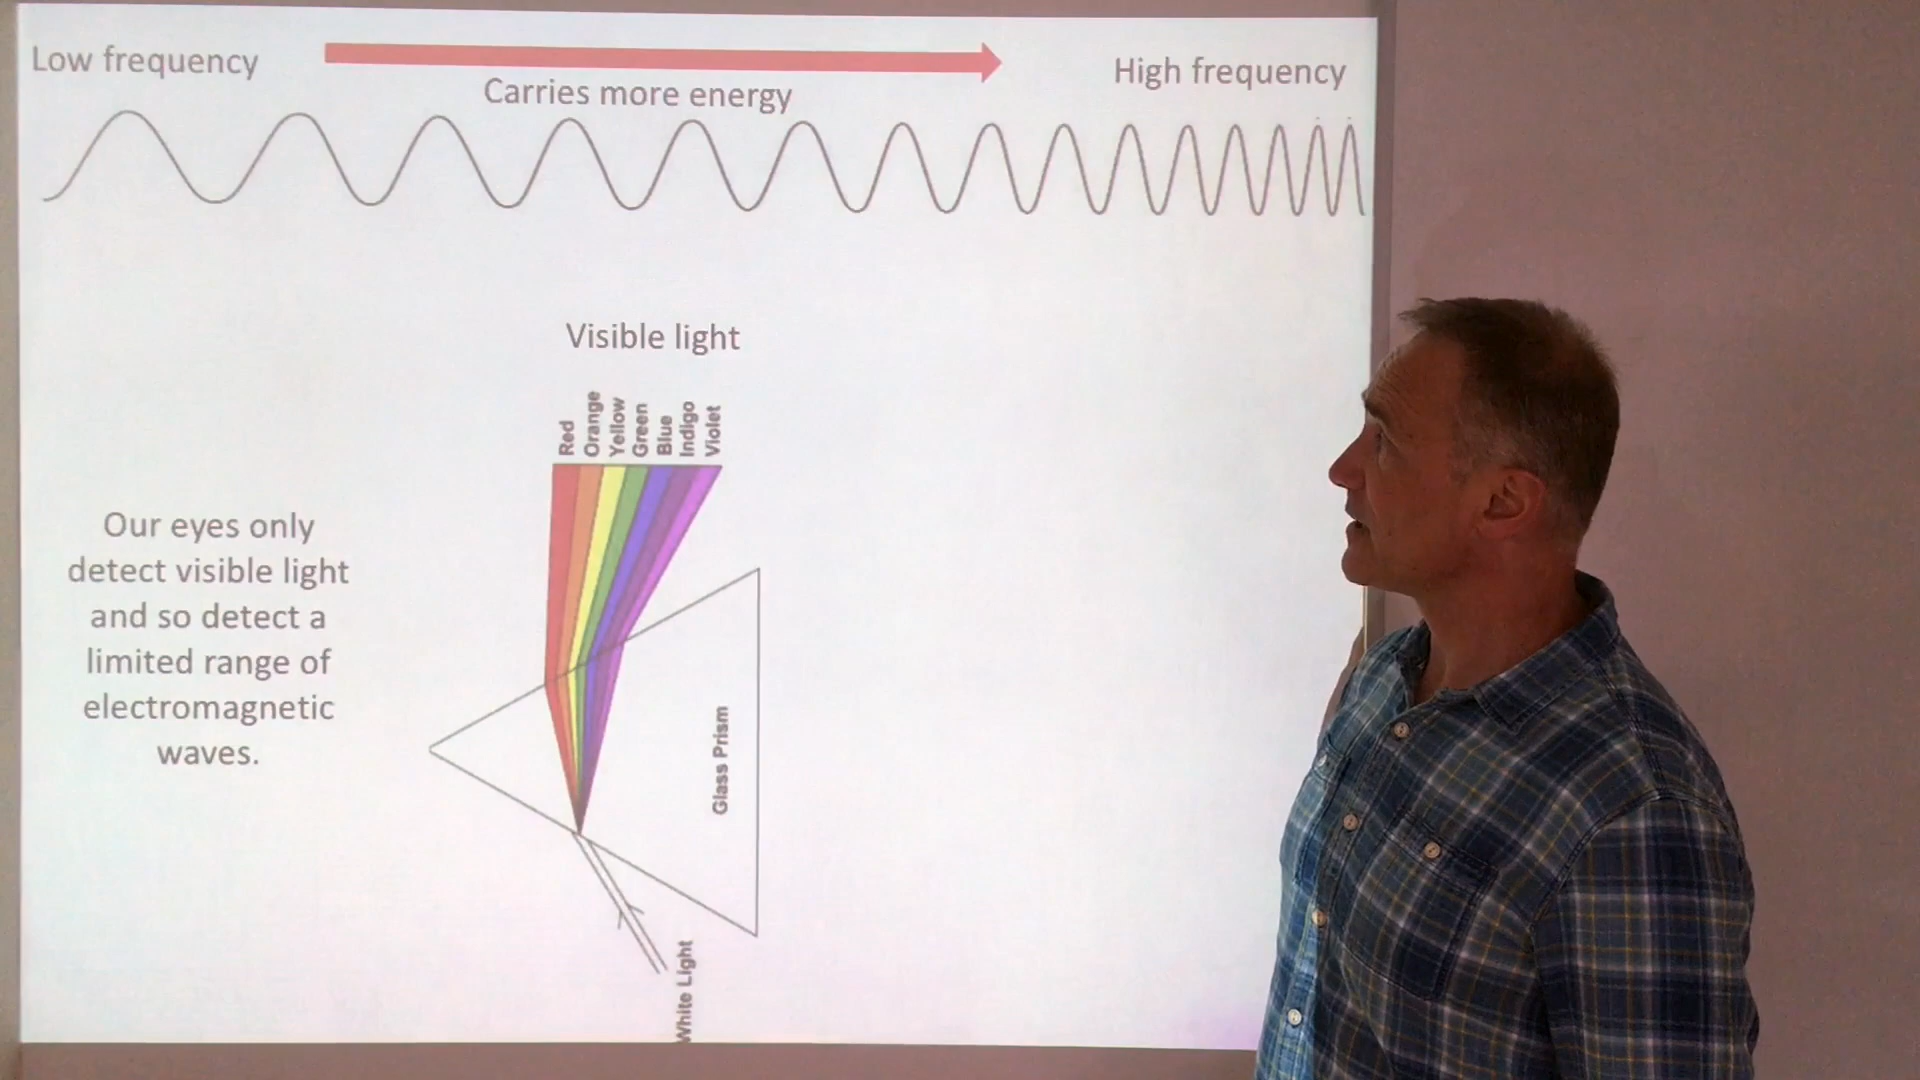 Low frequency
High frequency
Carries more energy
Visible light
Red
Orange
Yellow
Green
Blue
Indigo
Violet
Our eyes only
detect visible light
and so detect a
limited range of
electromagnetic
waves.
Glass Prism
White Light